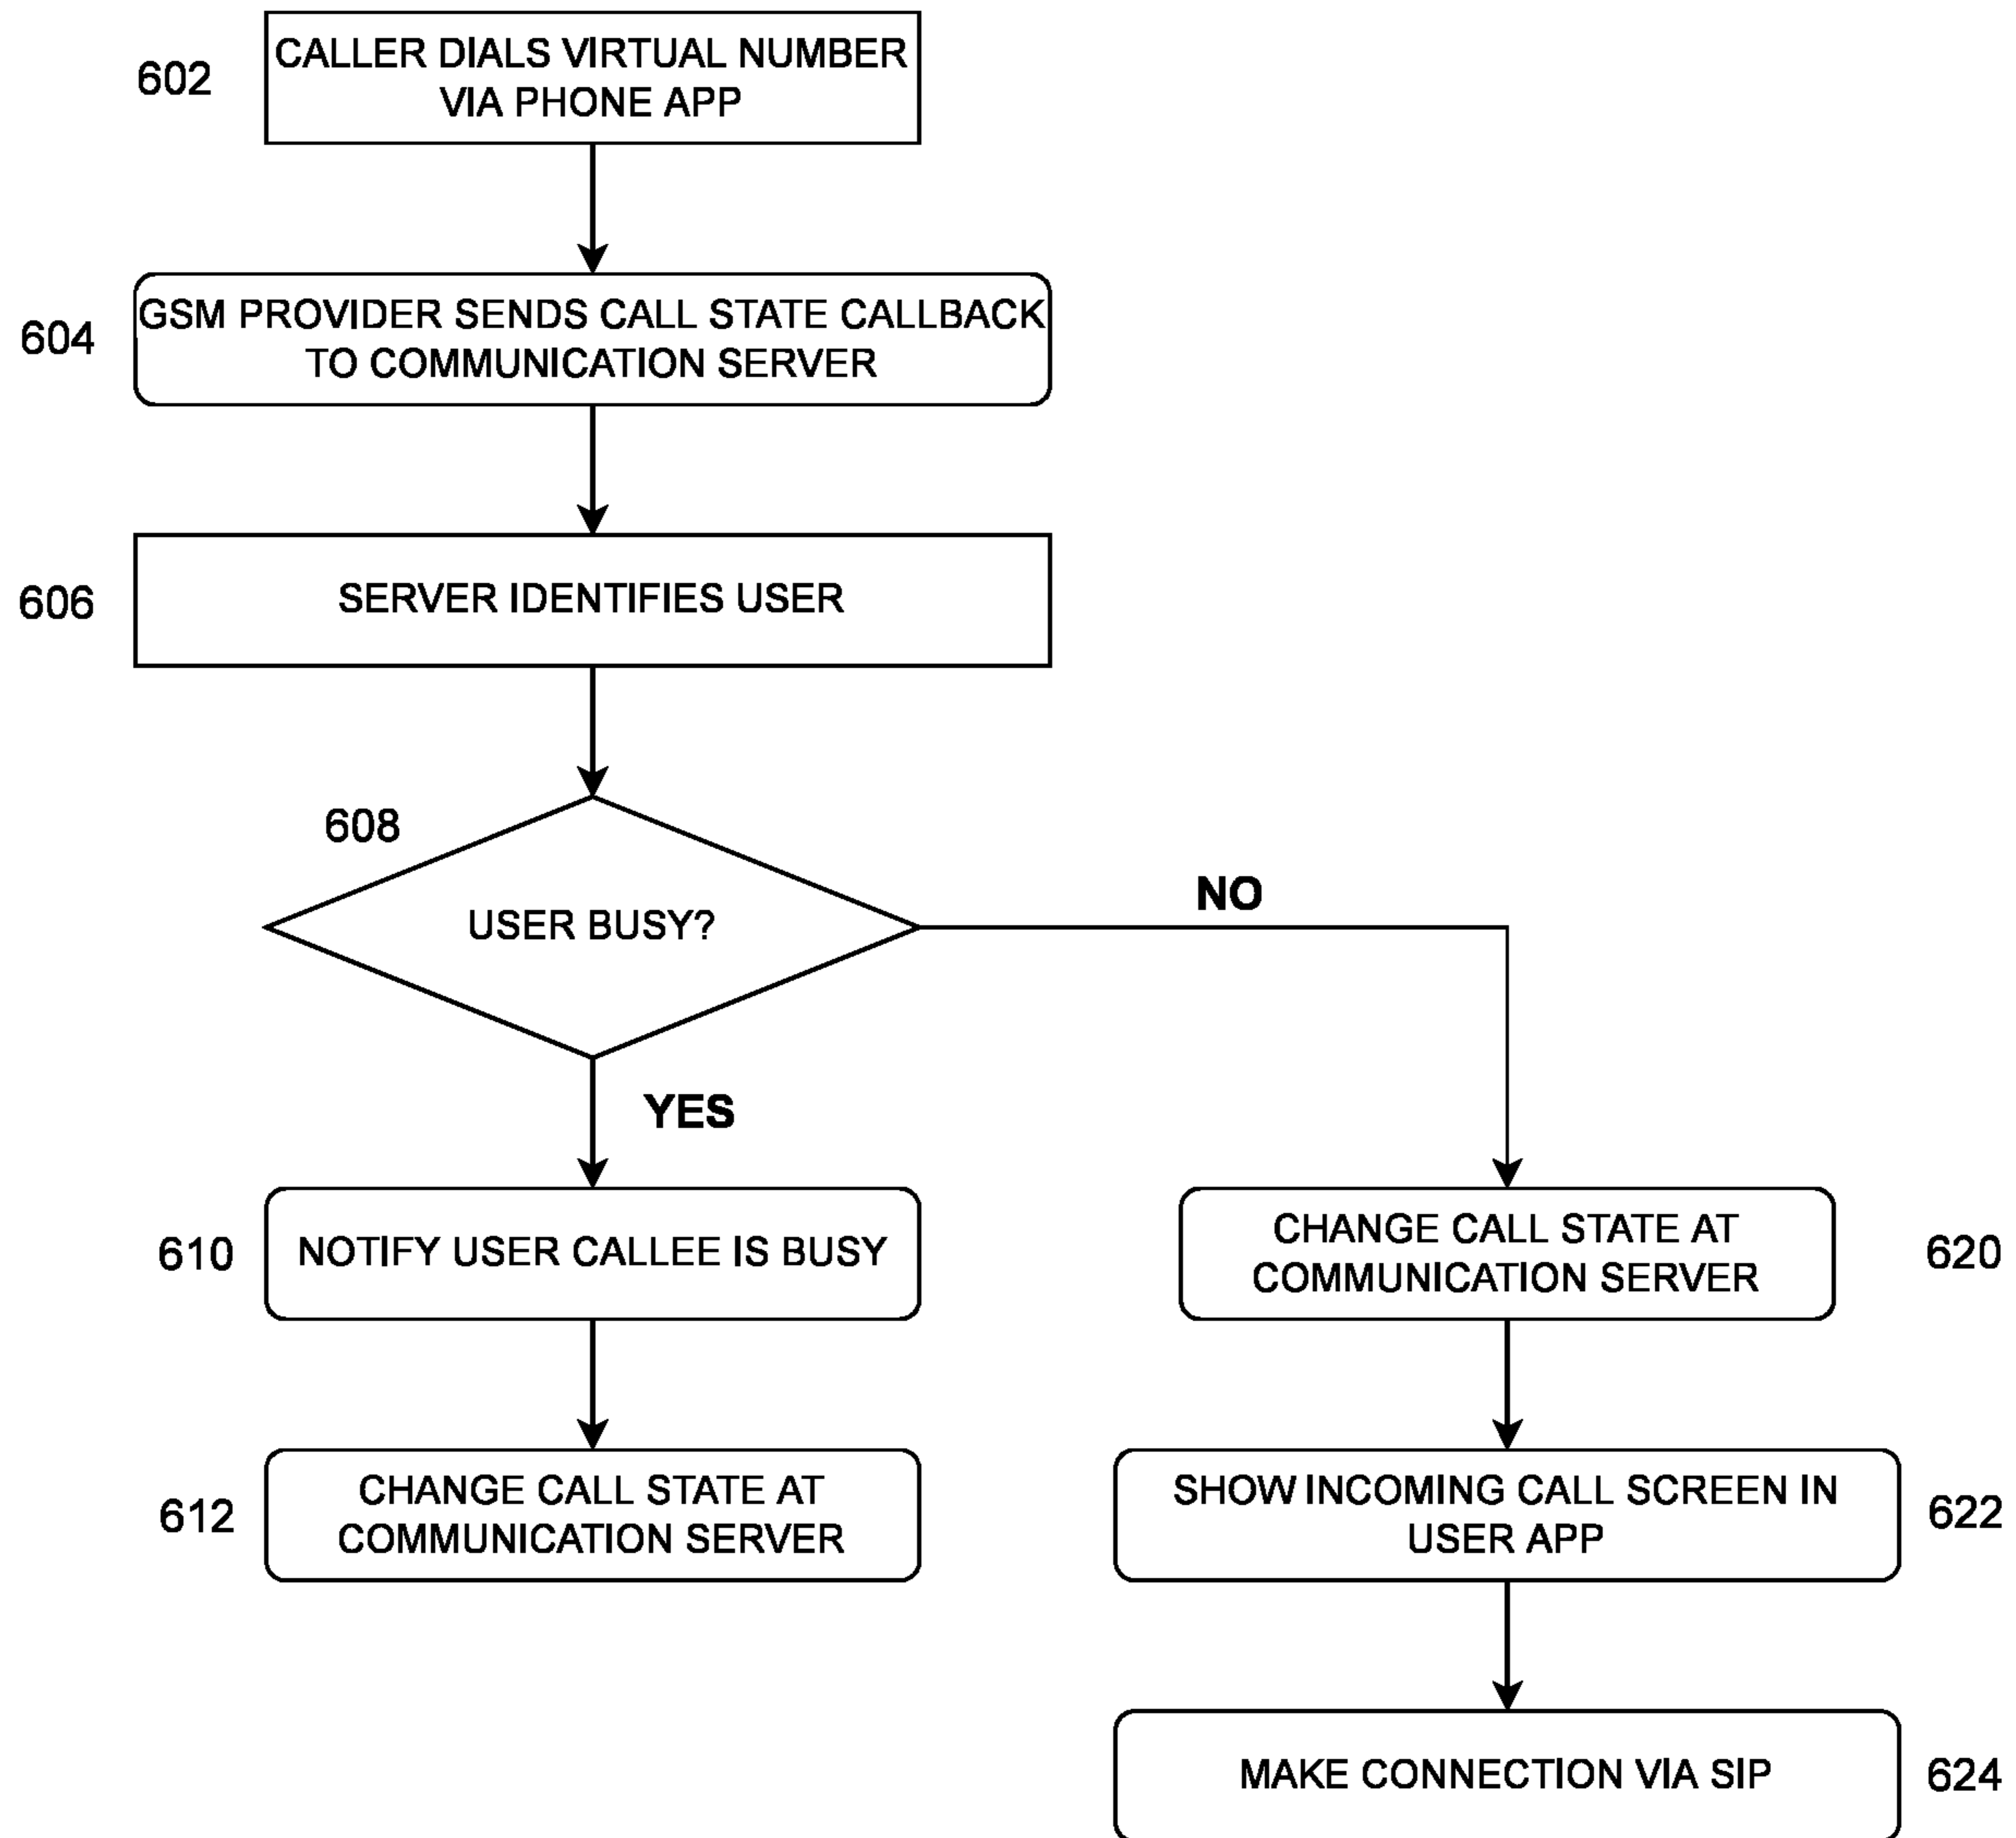 602
CALLER DIALS VIRTUAL NUMBER
VIA PHONE APP
604
GSM PROVIDER SENDS CALL STATE CALLBACK
TO COMMUNICATION SERVER
606
SERVER IDENTIFIES USER
608
USER BUSY?
NO
YES
610
NOTIFY USER CALLEE IS BUSY
612
CHANGE CALL STATE AT
COMMUNICATION SERVER
CHANGE CALL STATE AT
COMMUNICATION SERVER
620
SHOW INCOMING CALL SCREEN IN
USER APP
622
MAKE CONNECTION VIA SIP
624